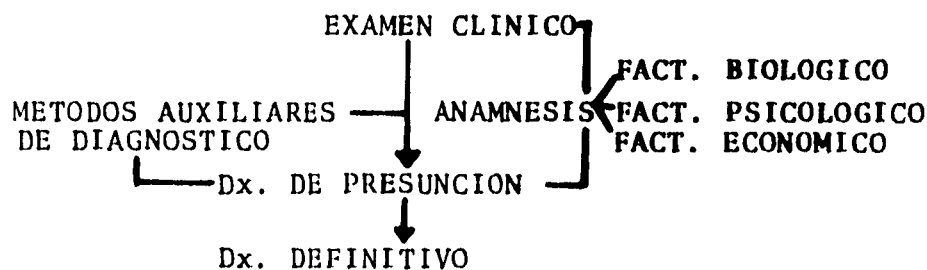 EXAMEN CLINICO
FACT. BIOLOGICO
METODOS AUXILIARES ANAMNESIS FACT. PSICOLOGICO
DE DIAGNOSTICO FACT. ECONOMICO
Dx. DE PRESUNCION
Dx. DEFINITIVO